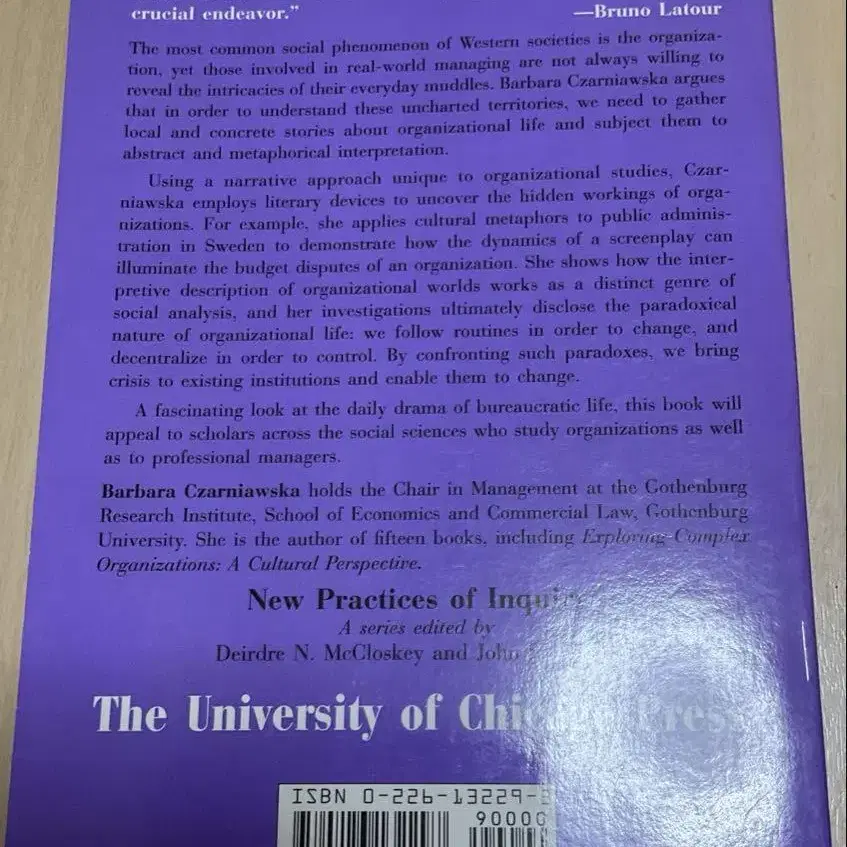 crucial endeavor.”
—Bruno Latour
The most common social phenomenon of Western societies is the organiza-
tion, yet those involved in real-world managing are not always willing to
reveal the intricacies of their everyday muddles. Barbara Czarniawska argues
that in order to understand these uncharted territories, we need to gather
local and concrete stories about organizational life and subject them to
abstract and metaphorical interpretation.
Using a narrative approach unique to organizational studies, Czar-
niawska employs literary devices to uncover the hidden workings of orga-
nizations. For example, she applies cultural metaphors to public adminis-
tration in Sweden to demonstrate how the dynamics of a screenplay can
illuminate the budget disputes of an organization. She shows how the inter-
pretive description of organizational worlds works as a distinct genre of
social analysis, and her investigations ultimately disclose the paradoxical
nature of organizational life: we follow routines in order to change, and
decentralize in order to control. By confronting such paradoxes, we bring
crisis to existing institutions and enable them to change.
A fascinating look at the daily drama of bureaucratic life, this book will
appeal to scholars across the social sciences who study organizations as well
as to professional managers.
Barbara Czarniawska holds the Chair in Management at the Gothenburg
Research Institute, School of Economics and Commercial Law, Gothenburg
University. She is the author of fifteen books, including Exploring Complex
Organizations: A Cultural Perspective.
New Practices of Inquiry
A series edited by
Deirdre N. McCloskey and John
The University of Chicago Press
ISBN 0-226-13229-
90000